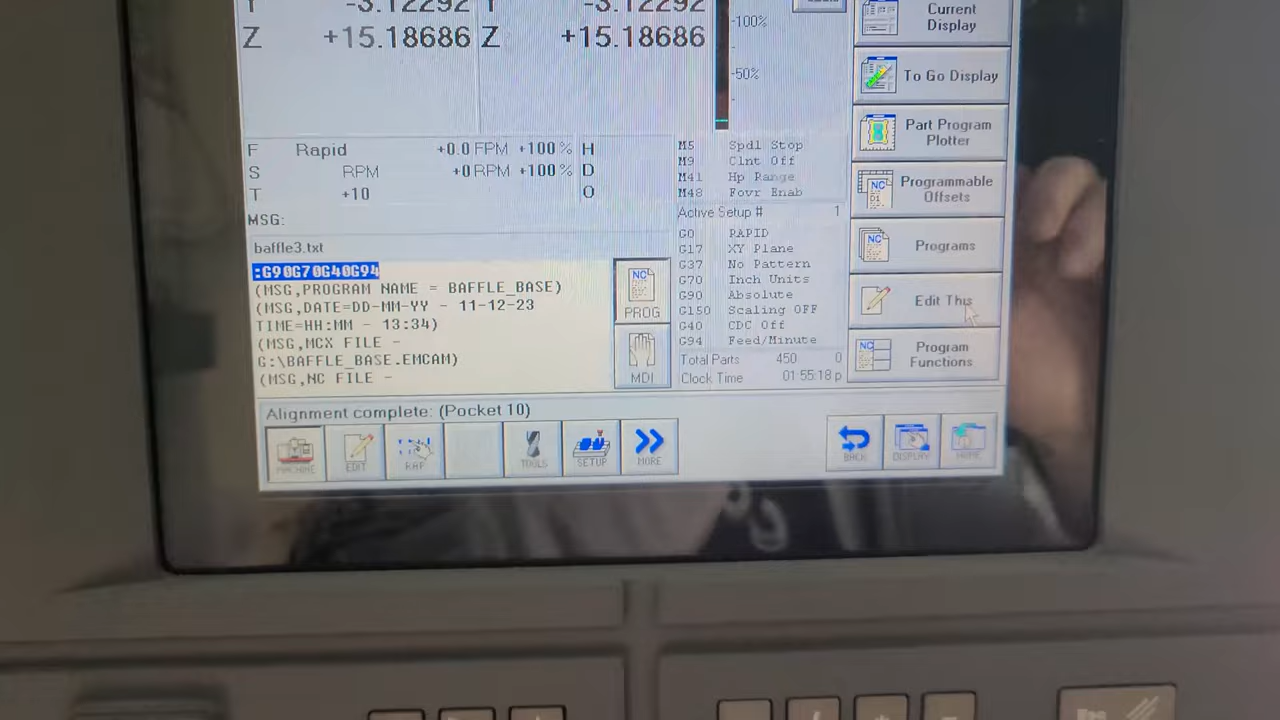 Y -3.12292 Y -3.12292
Z +15.18686 Z +15.18686
-100%
-50%
Current
Display
To Go Display
Part Program
Plotter
Programmable
Offsets
Programs
Edit This
Program
Functions
F Rapid +0.0 FPM +100 % H
S RPM +0 RPM +100 % D
T +10 O
MSG:
M5 Spdl Stop
M9 Clnt Off
M41 Hp Range
M48 Fovr Enab
Active Setup # 1
G0 RAPID
G17 XY Plane
G37 No Pattern
G70 Inch Units
G90 Absolute
G150 Scaling OFF
G40 CDC Off
G94 Feed/Minute
Total Parts 450 0
Clock Time 01:55:18 p
baffle3.txt
:G90G70G40G94
(MSG,PROGRAM NAME = BAFFLE_BASE)
(MSG,DATE=DD-MM-YY - 11-12-23
TIME=HH:MM - 13:34)
(MSG,MCX FILE -
G:\BAFFLE_BASE.EMCAM)
(MSG,NC FILE -
NC
PROG
MDI
Alignment complete: (Pocket 10)
MACHINE
EDIT
TOOLS
SETUP
MORE
BACK
DISPLAY
HOME